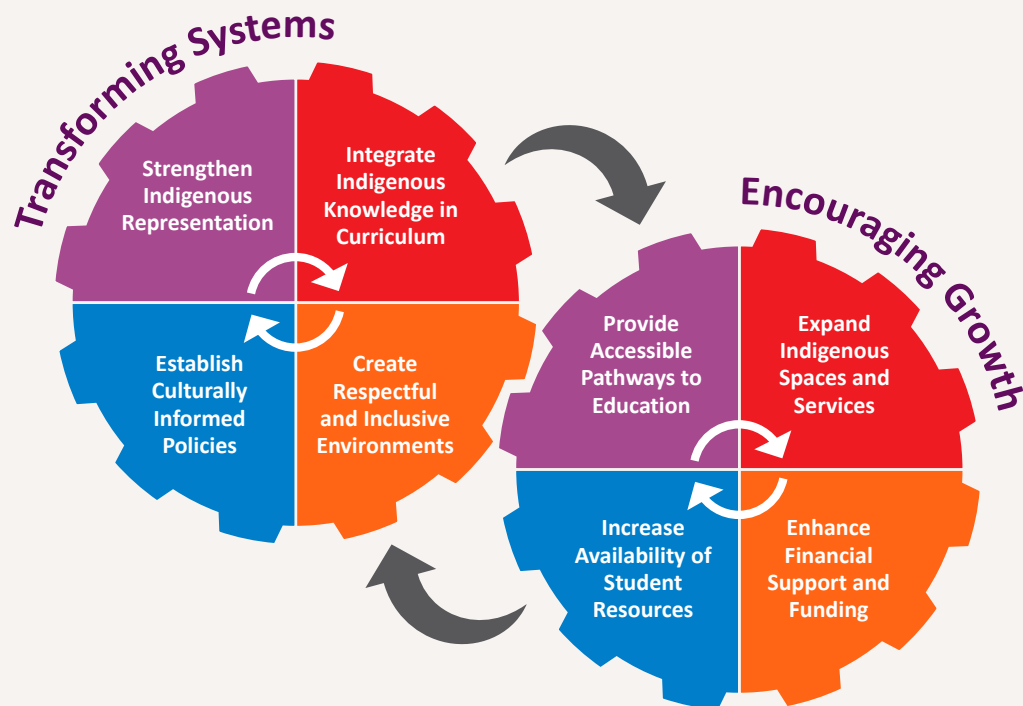 Transforming Systems
Strengthen
Indigenous
Representation
Integrate
Indigenous
Knowledge in
Curriculum
Establish
Culturally
Informed
Policies
Create
Respectful
and Inclusive
Environments
Encouraging Growth
Provide
Accessible
Pathways to
Education
Expand
Indigenous
Spaces and
Services
Increase
Availability of
Student
Resources
Enhance
Financial
Support and
Funding